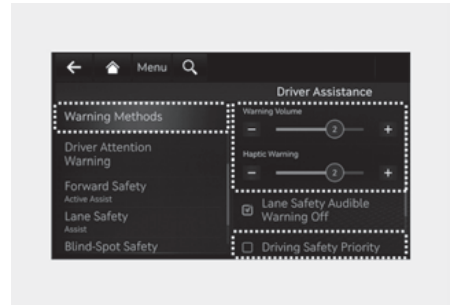 Menu
Driver Assistance
Warning Methods
Driver Attention
Warning
Forward Safety
Active Assist
Lane Safety
Assist
Blind-Spot Safety
Warning Volume
− 2 +
Haptic Warning
− 2 +
Lane Safety Audible
Warning Off
Driving Safety Priority